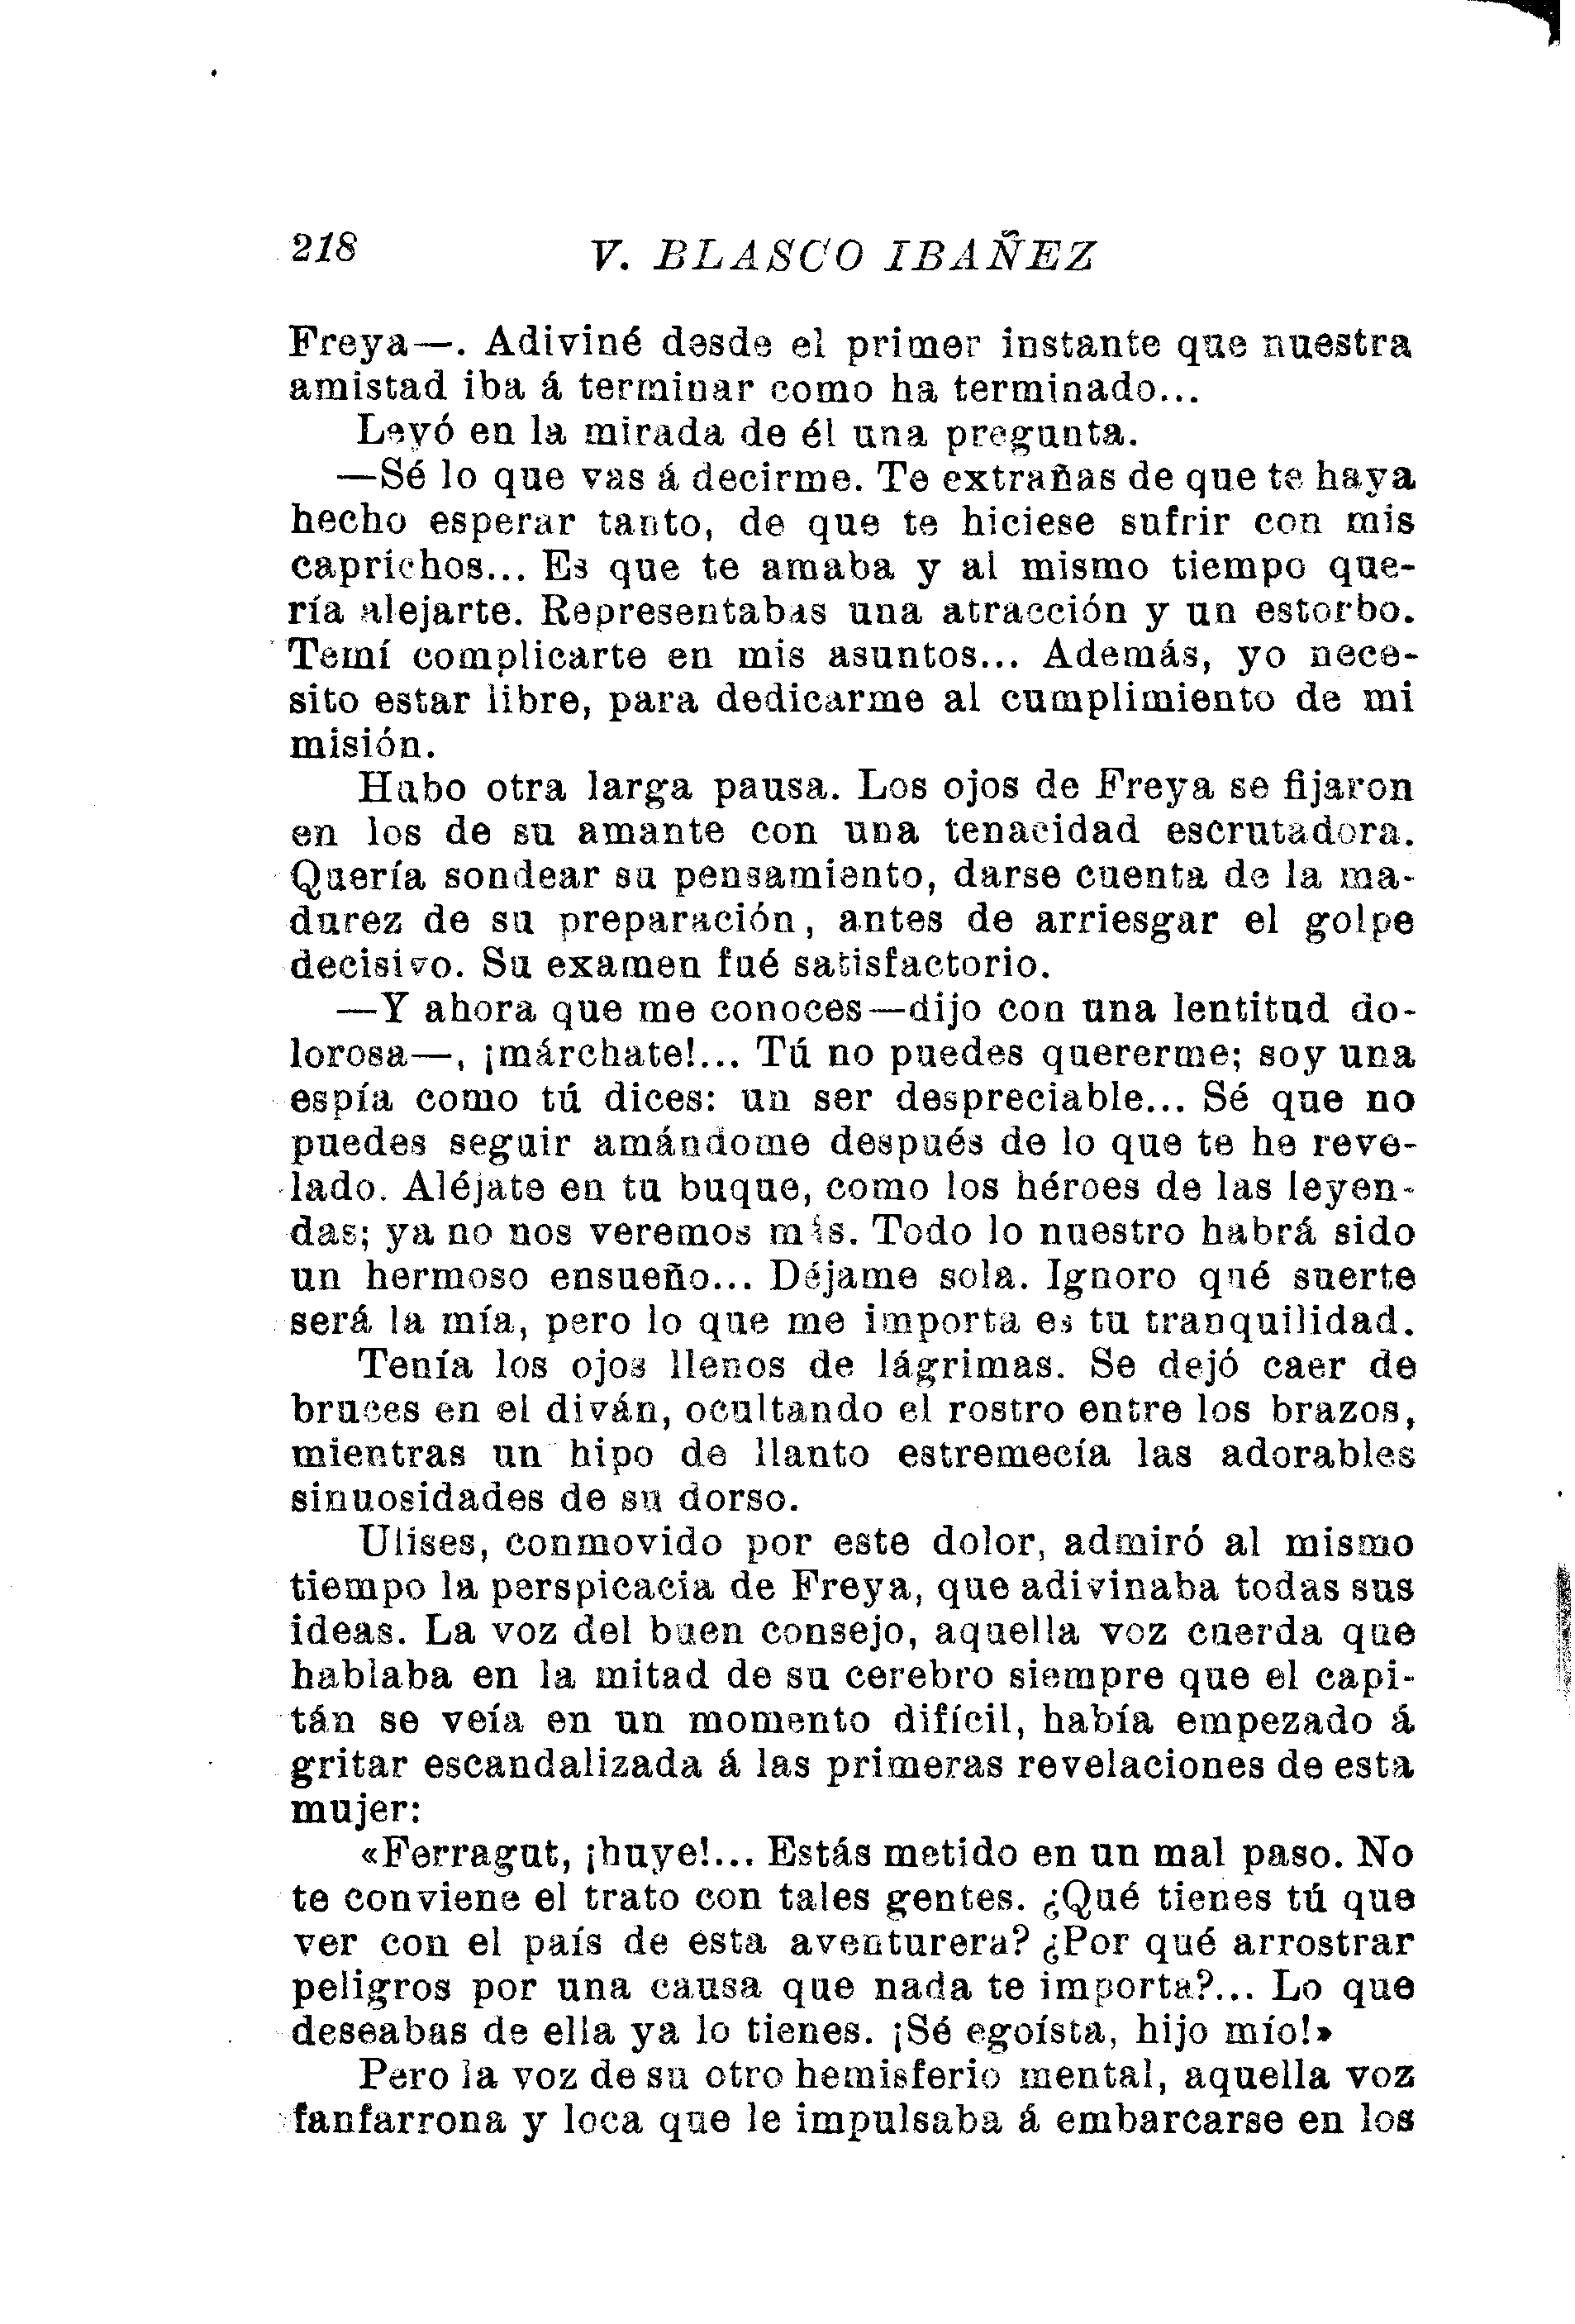 218 V. BLASCO IBAÑEZ
Freya—. Adiviné desde el primer instante que nuestra
amistad iba á terminar como ha terminado...
Leyó en la mirada de él una pregunta.
—Sé lo que vas á decirme. Te extrañas de que te haya
hecho esperar tanto, de que te hiciese sufrir con mis
caprichos... Es que te amaba y al mismo tiempo que-
ría alejarte. Representabas una atracción y un estorbo.
Temí complicarte en mis asuntos... Además, yo nece-
sito estar libre, para dedicarme al cumplimiento de mi
misión.
Hubo otra larga pausa. Los ojos de Freya se fijaron
en los de su amante con una tenacidad escrutadora.
Quería sondear su pensamiento, darse cuenta de la ma-
durez de su preparación, antes de arriesgar el golpe
decisivo. Su examen fué satisfactorio.
—Y ahora que me conoces—dijo con una lentitud do-
lorosa—, ¡márchate!... Tú no puedes quererme; soy una
espía como tú dices: un ser despreciable... Sé que no
puedes seguir amándome después de lo que te he reve-
lado. Aléjate en tu buque, como los héroes de las leyen-
das; ya no nos veremos más. Todo lo nuestro habrá sido
un hermoso ensueño... Déjame sola. Ignoro qué suerte
será la mía, pero lo que me importa es tu tranquilidad.
Tenía los ojos llenos de lágrimas. Se dejó caer de
bruces en el diván, ocultando el rostro entre los brazos,
mientras un hipo de llanto estremecía las adorables
sinuosidades de su dorso.
Ulises, conmovido por este dolor, admiró al mismo
tiempo la perspicacia de Freya, que adivinaba todas sus
ideas. La voz del buen consejo, aquella voz cuerda que
hablaba en la mitad de su cerebro siempre que el capi-
tán se veía en un momento difícil, había empezado á
gritar escandalizada á las primeras revelaciones de esta
mujer:
«Ferragut, ¡huye!... Estás metido en un mal paso. No
te conviene el trato con tales gentes. ¿Qué tienes tú que
ver con el país de esta aventurera? ¿Por qué arrostrar
peligros por una causa que nada te importa?... Lo que
deseabas de ella ya lo tienes. ¡Sé egoísta, hijo mío!»
Pero la voz de su otro hemisferio mental, aquella voz
fanfarrona y loca que le impulsaba á embarcarse en los